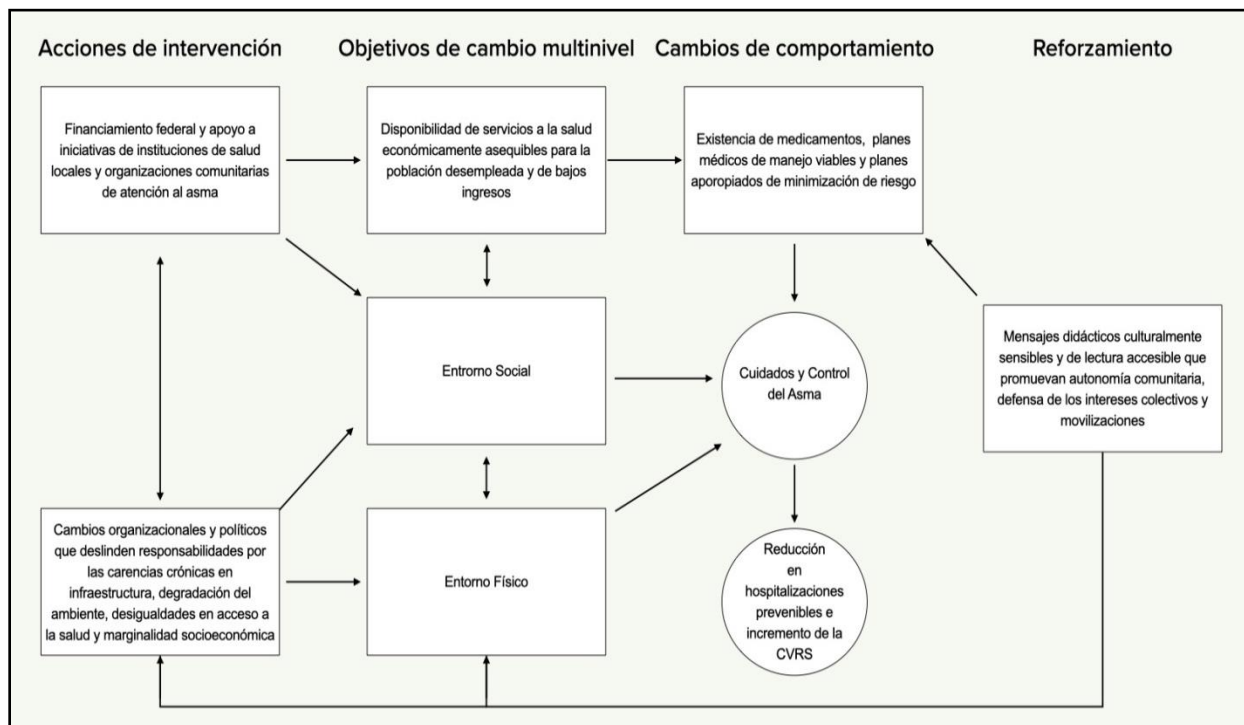 Acciones de intervención
Objetivos de cambio multinivel
Cambios de comportamiento
Reforzamiento
Financiamiento federal y apoyo a
iniciativas de instituciones de salud
locales y organizaciones comunitarias
de atención al asma
Disponibilidad de servicios a la salud
económicamente asequibles para la
población desempleada y de bajos
ingresos
Existencia de medicamentos, planes
médicos de manejo viables y planes
aporopiados de minimización de riesgo
Entrorno Social
Cuidados y Control
del Asma
Mensajes didácticos culturalmente
sensibles y de lectura accesible que
promuevan autonomía comunitaria,
defensa de los intereses colectivos y
movilizaciones
Cambios organizacionales y políticos
que deslinden responsabilidades por
las carencias crónicas en
infraestructura, degradación del
ambiente, desigualdades en acceso a
la salud y marginalidad socioeconómica
Entorno Físico
Reducción
en
hospitalizaciones
prevenibles e
incremento de la
CVRS